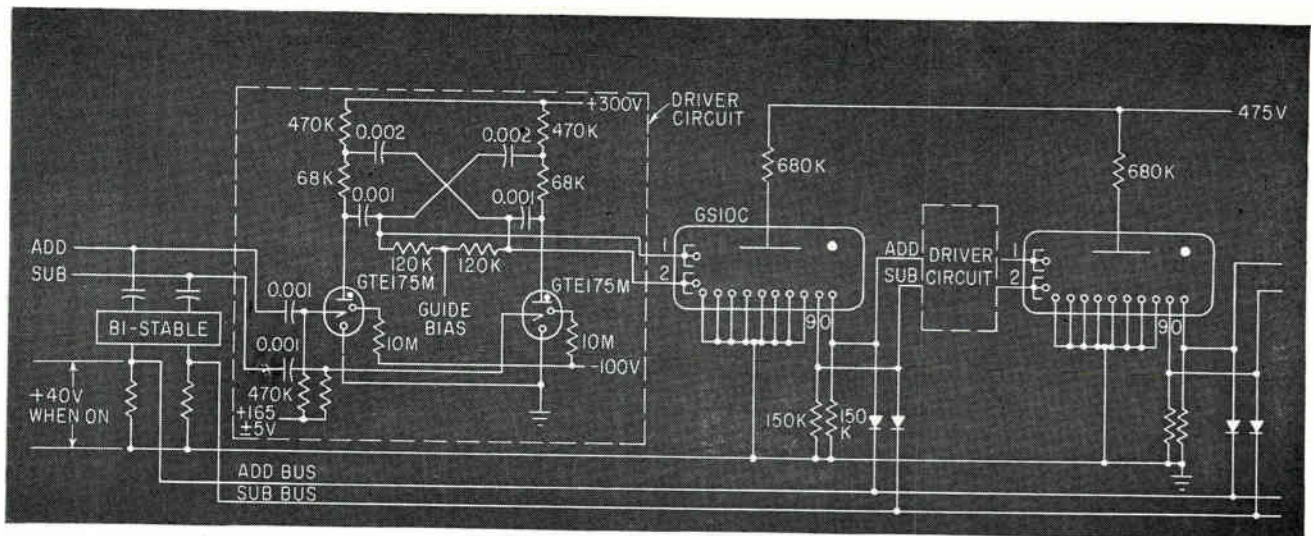 +300V
DRIVER
CIRCUIT
475V
470K
0.002
0.002
470K
68K
0.001
0.001
68K
680K
680K
GS10C
ADD
SUB
120K
120K
GTE175M
GUIDE
BIAS
GTE175M
0.001
BI-STABLE
10M
10M
0.001
-100V
470K
+165
±5V
+40V
WHEN ON
1
2
90
ADD
SUB
DRIVER
CIRCUIT
1
2
90
150K
150
K
ADD BUS
SUB BUS